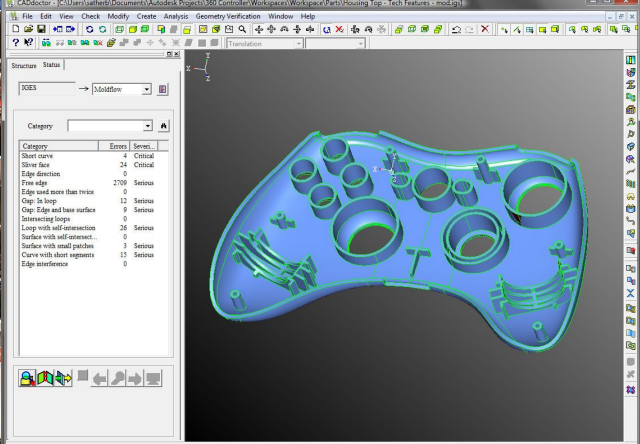 CADdoctor - [C:\Users\satherb\Documents\Autodesk Projects\360 Controller\Workspaces\Workspace\Parts\Housing Top - Tech Features - mod.igs]
File Edit View Check Modify Create Analysis Geometry Verification Window Help
Translation
Structure Status
IGES → Moldflow
Category
Category Errors Severi...
Short curve 4 Critical
Sliver face 24 Critical
Edge direction 0
Free edge 2709 Serious
Edge used more than twice 0
Gap: In loop 12 Serious
Gap: Edge and base surface 9 Serious
Intersecting loops 0
Loop with self-intersection 26 Serious
Surface with self-intersect... 0
Surface with small patches 3 Serious
Curve with short segments 15 Serious
Edge interference 0
Y
X
Z
X
Y
Z